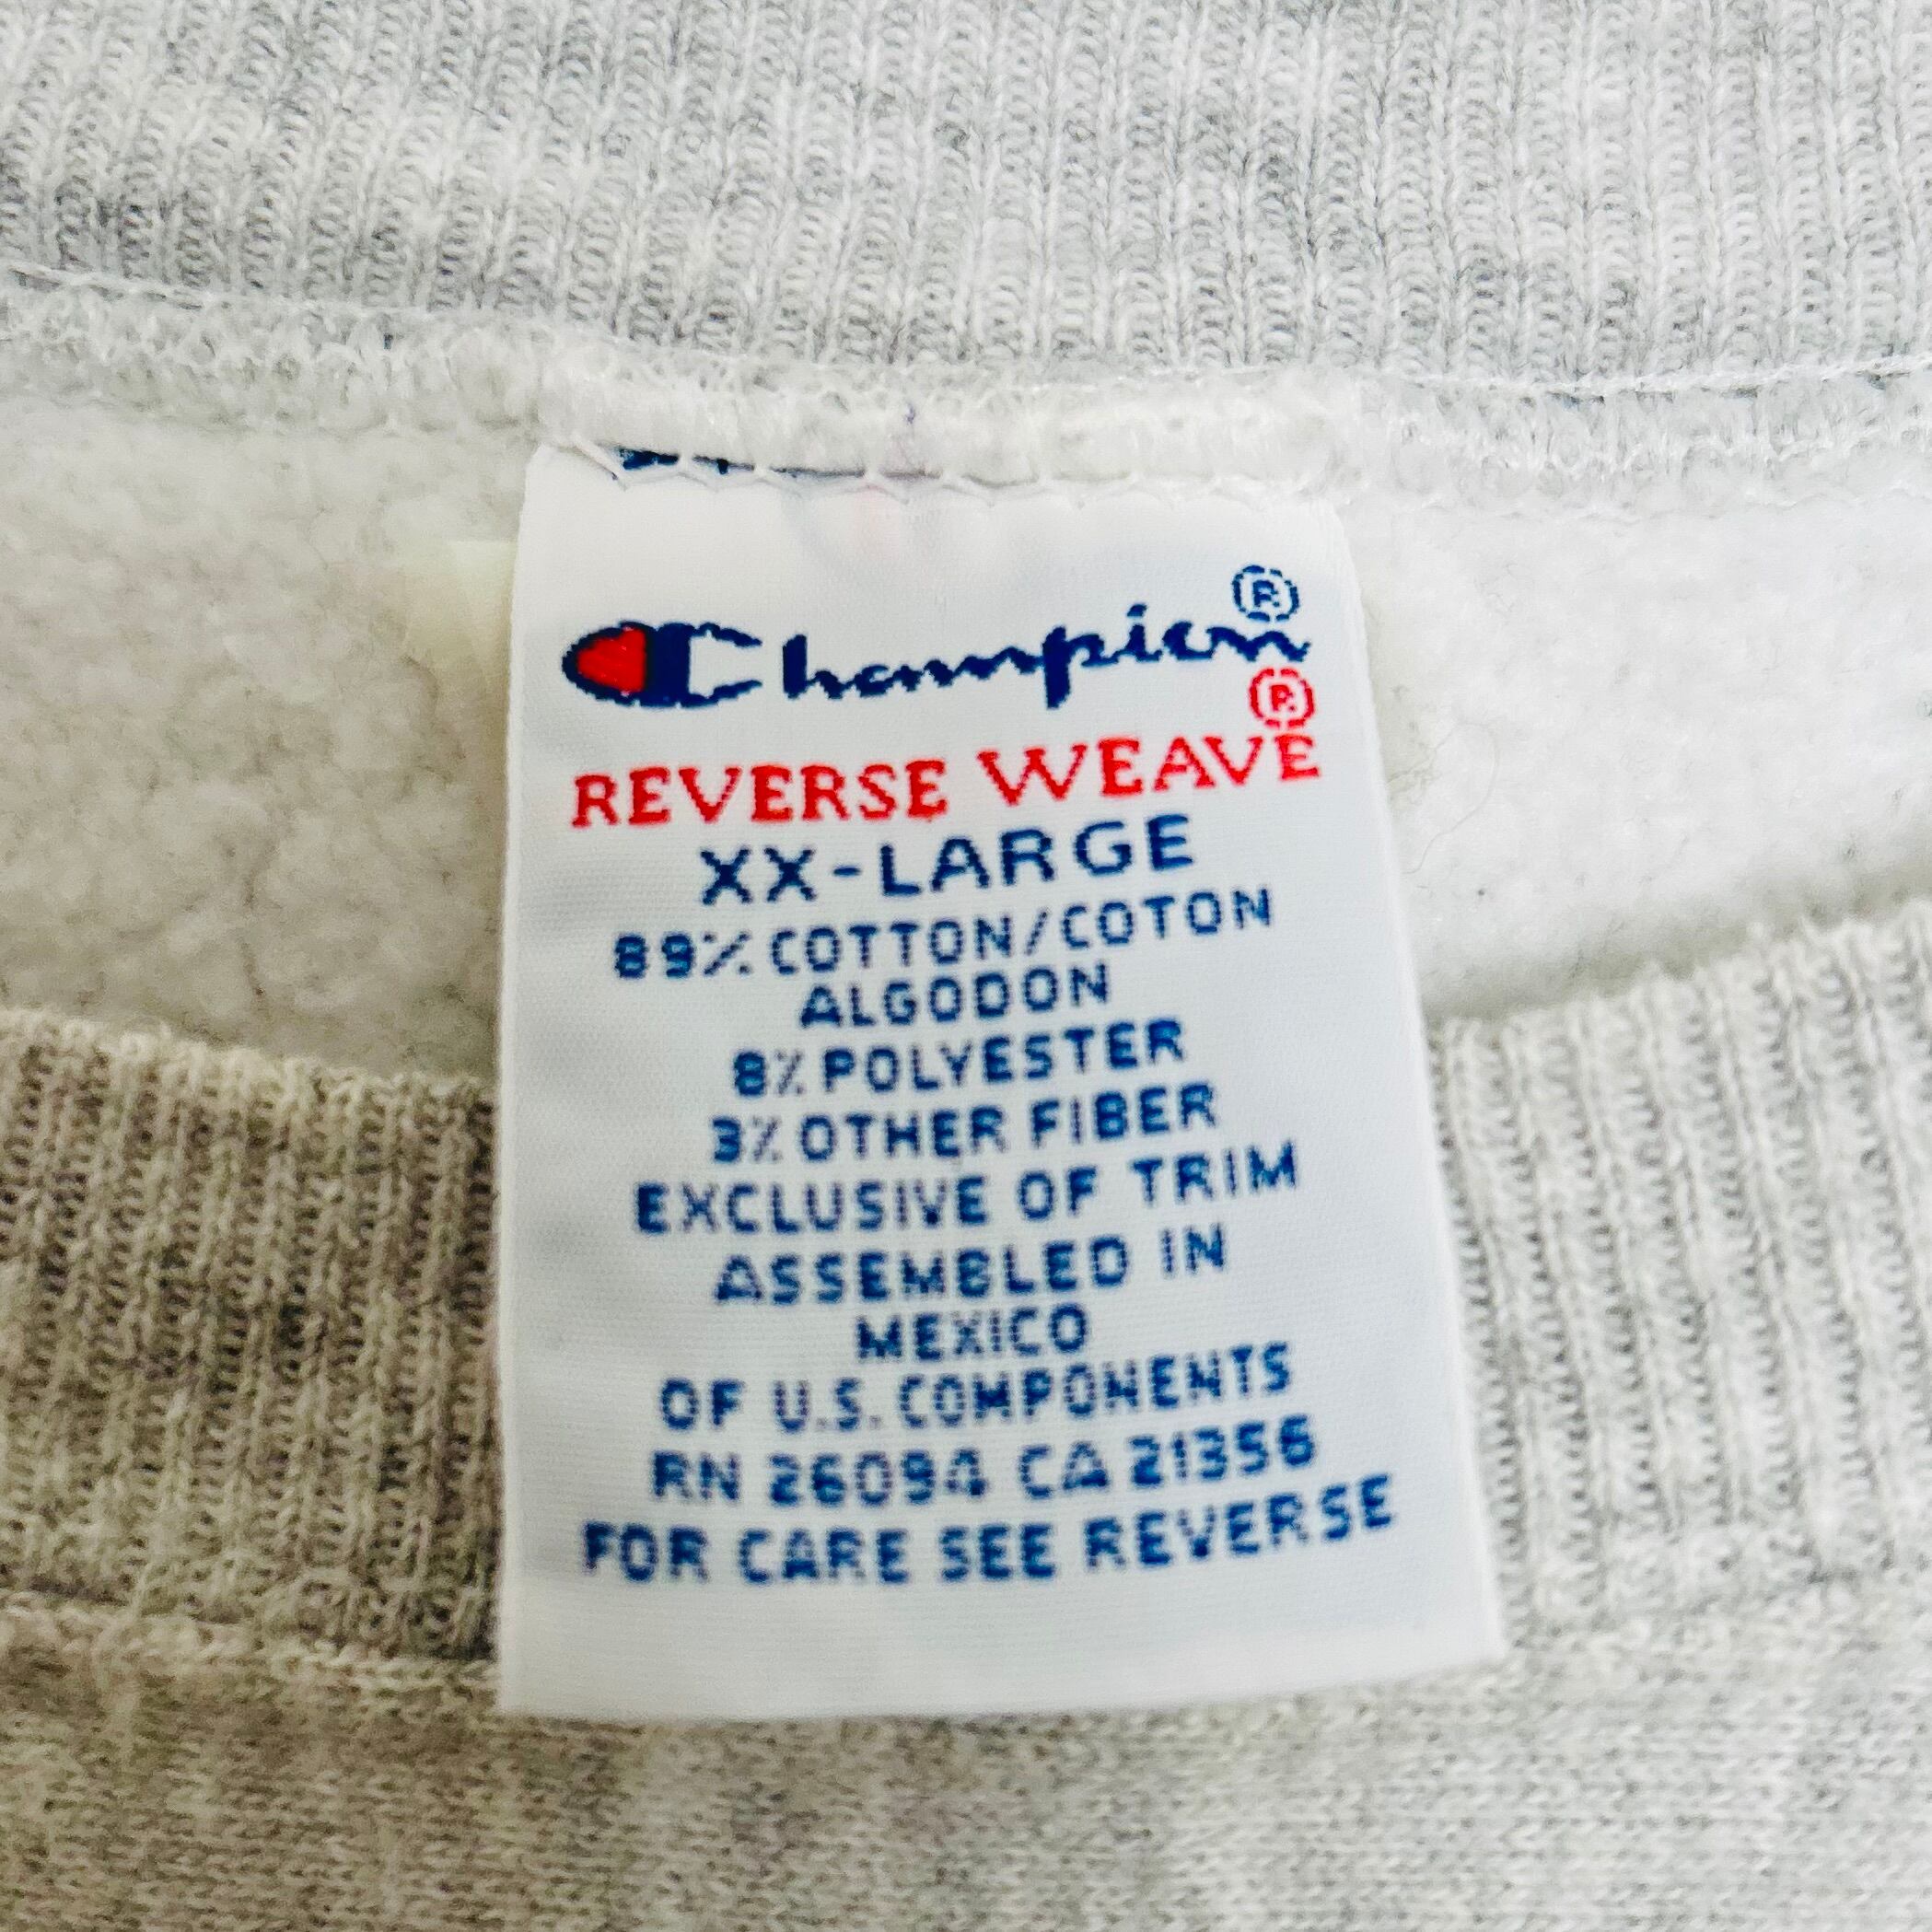 Champion®
REVERSE WEAVE®
XX-LARGE
89% COTTON/COTON
ALGODON
8% POLYESTER
3% OTHER FIBER
EXCLUSIVE OF TRIM
ASSEMBLED IN
MEXICO
OF U.S. COMPONENTS
RN 26094 CA 21356
FOR CARE SEE REVERSE